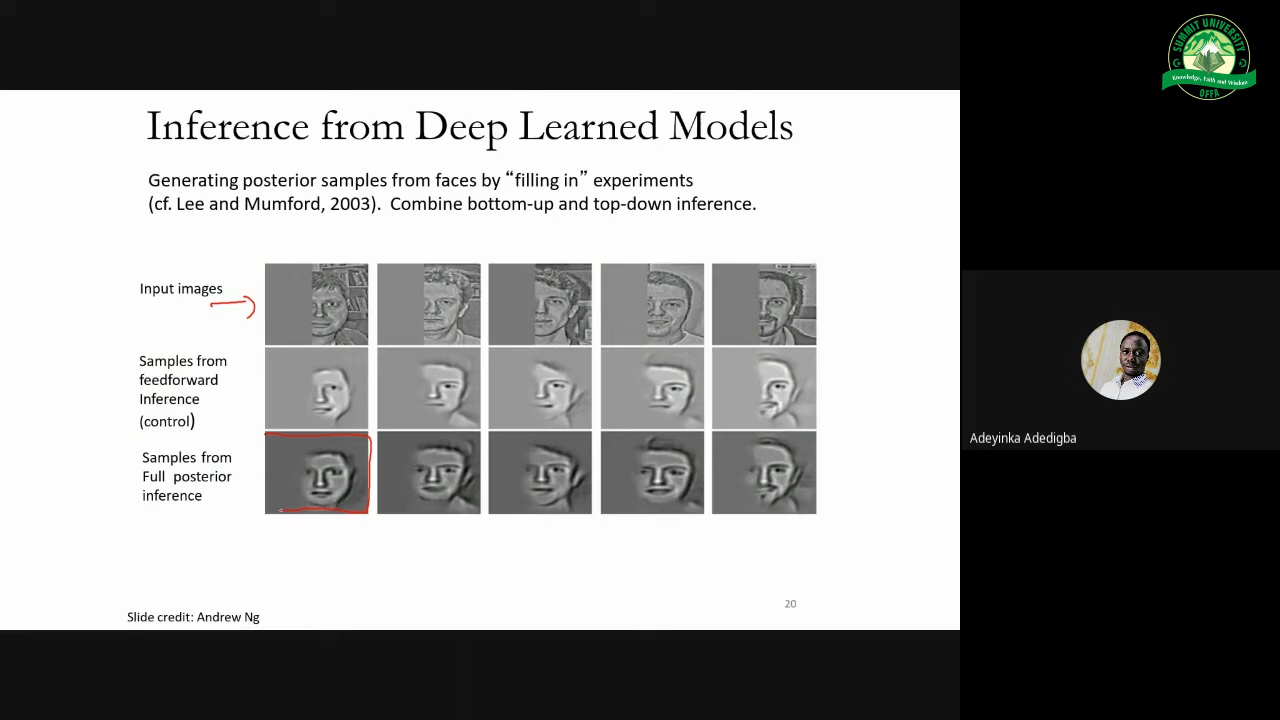 Inference from Deep Learned Models
Generating posterior samples from faces by “filling in” experiments
(cf. Lee and Mumford, 2003). Combine bottom-up and top-down inference.
Input images
Samples from
feedforward
Inference
(control)
Samples from
Full posterior
inference
20
Slide credit: Andrew Ng
SUMMIT UNIVERSITY
Knowledge, Faith and Wisdom
OFFA
Adeyinka Adedigba